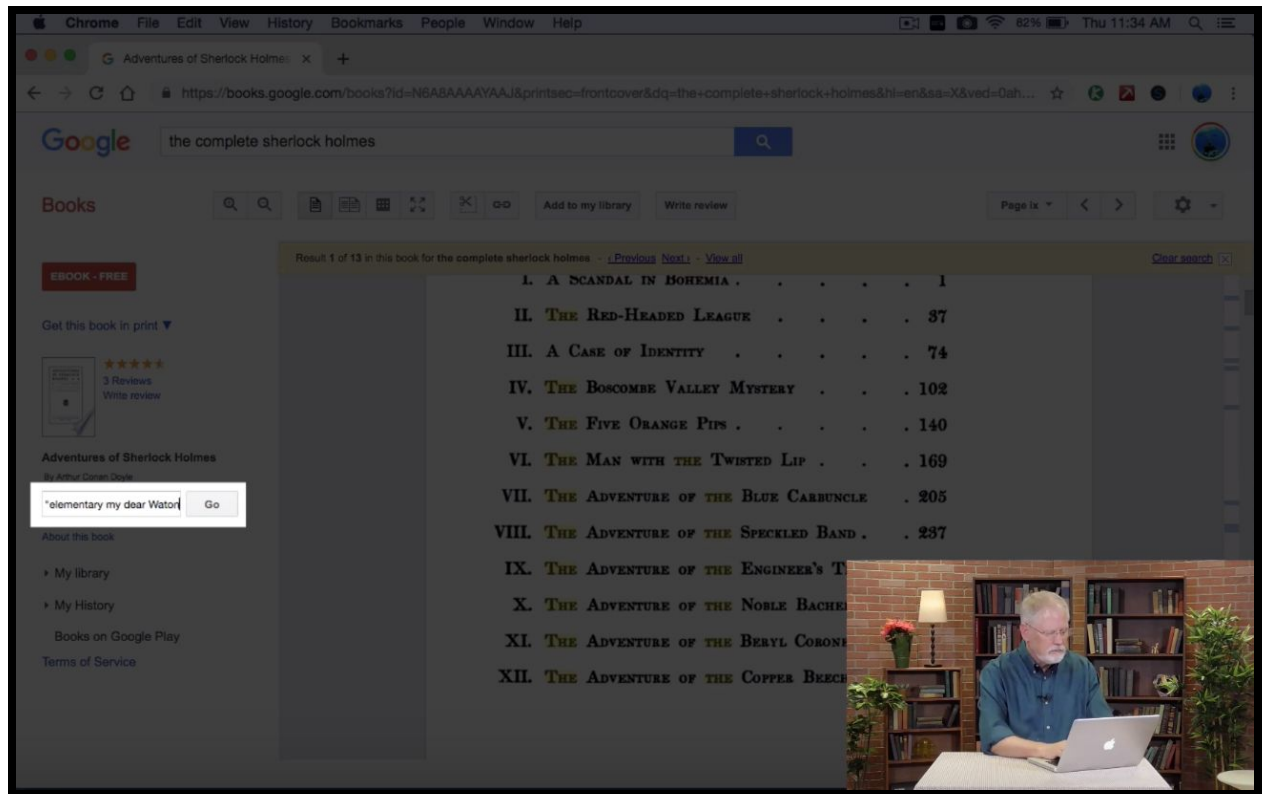 Chrome File Edit View History Bookmarks People Window Help 82% Thu 11:34 AM
Adventures of Sherlock Holmes
https://books.google.com/books?id=N6A8AAAAYAAJ&printsec=frontcover&dq=the+complete+sherlock+holmes&hl=en&sa=X&ved=0ah...
Google the complete sherlock holmes
Books Add to my library Write review Page ix
Result 1 of 13 in this book for the complete sherlock holmes - ‹ Previous Next › - View all Clear search
EBOOK - FREE
Get this book in print ▼
3 Reviews
Write review
Adventures of Sherlock Holmes
By Arthur Conan Doyle
"elementary my dear Waton Go
About this book
My library
My History
Books on Google Play
Terms of Service
I. A SCANDAL IN BOHEMIA . . . . . 1
II. THE RED-HEADED LEAGUE . . . . 37
III. A CASE OF IDENTITY . . . . . 74
IV. THE BOSCOMBE VALLEY MYSTERY . . . 102
V. THE FIVE ORANGE PIPS . . . . . 140
VI. THE MAN WITH THE TWISTED LIP . . . 169
VII. THE ADVENTURE OF THE BLUE CARBUNCLE . 205
VIII. THE ADVENTURE OF THE SPECKLED BAND . . 237
IX. THE ADVENTURE OF THE ENGINEER'S T
X. THE ADVENTURE OF THE NOBLE BACHE
XI. THE ADVENTURE OF THE BERYL CORON
XII. THE ADVENTURE OF THE COPPER BEECH